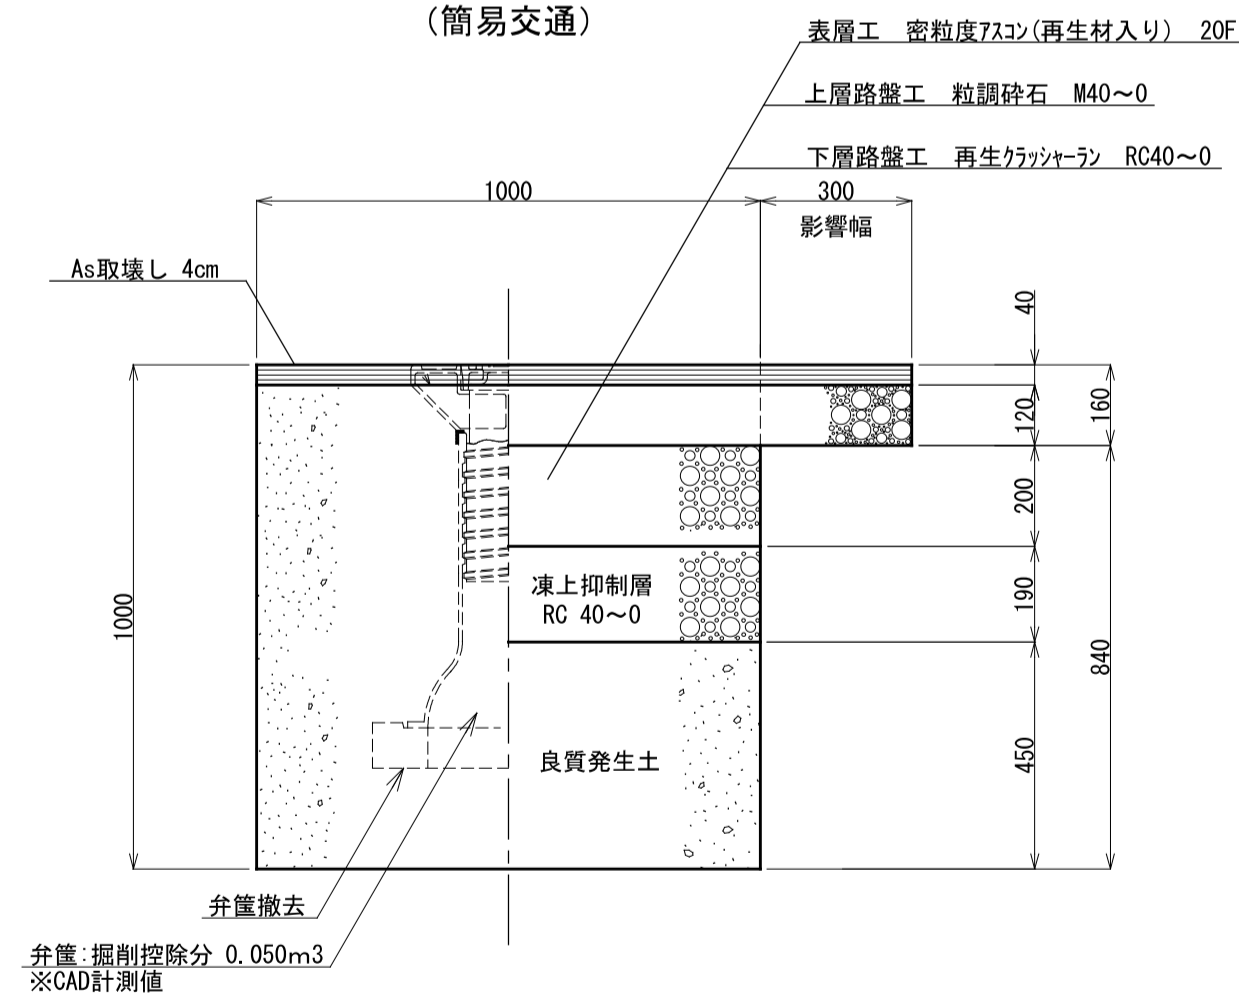 (簡易交通)
表層工　密粒度アスコン(再生材入り)　20F
上層路盤工　粒調砕石　M40～0
下層路盤工　再生クラッシャーラン　RC40～0
1000
300
影響幅
As取壊し 4cm
40
120
160
200
190
1000
840
450
凍上抑制層
RC 40～0
良質発生土
弁筐撤去
弁筐:掘削控除分 0.050m3
※CAD計測値